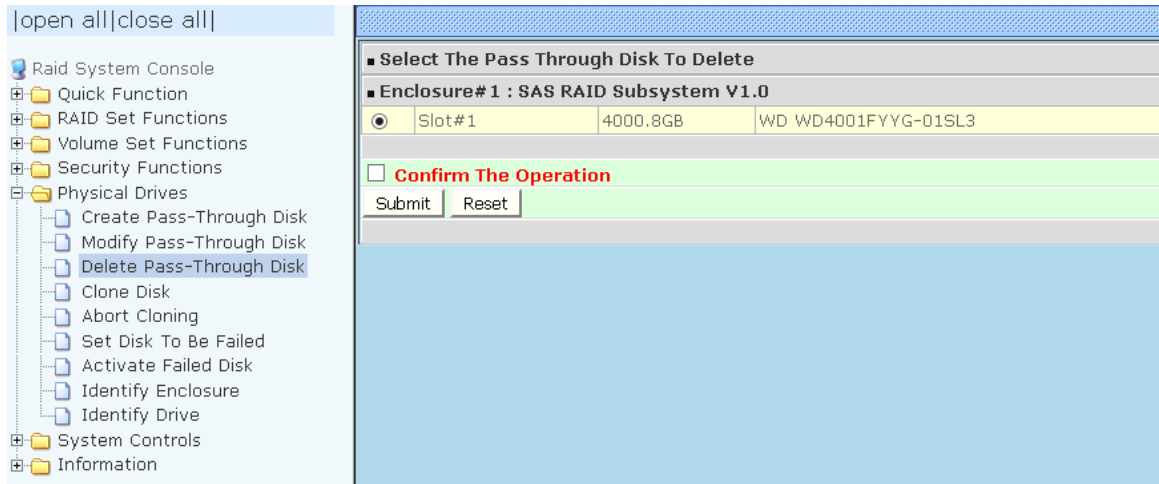 |open all|close all|
Raid System Console
Quick Function
RAID Set Functions
Volume Set Functions
Security Functions
Physical Drives
Create Pass-Through Disk
Modify Pass-Through Disk
Delete Pass-Through Disk
Clone Disk
Abort Cloning
Set Disk To Be Failed
Activate Failed Disk
Identify Enclosure
Identify Drive
System Controls
Information
Select The Pass Through Disk To Delete
Enclosure#1 : SAS RAID Subsystem V1.0
Slot#1 4000.8GB WD WD4001FYYG-01SL3
Confirm The Operation
Submit Reset